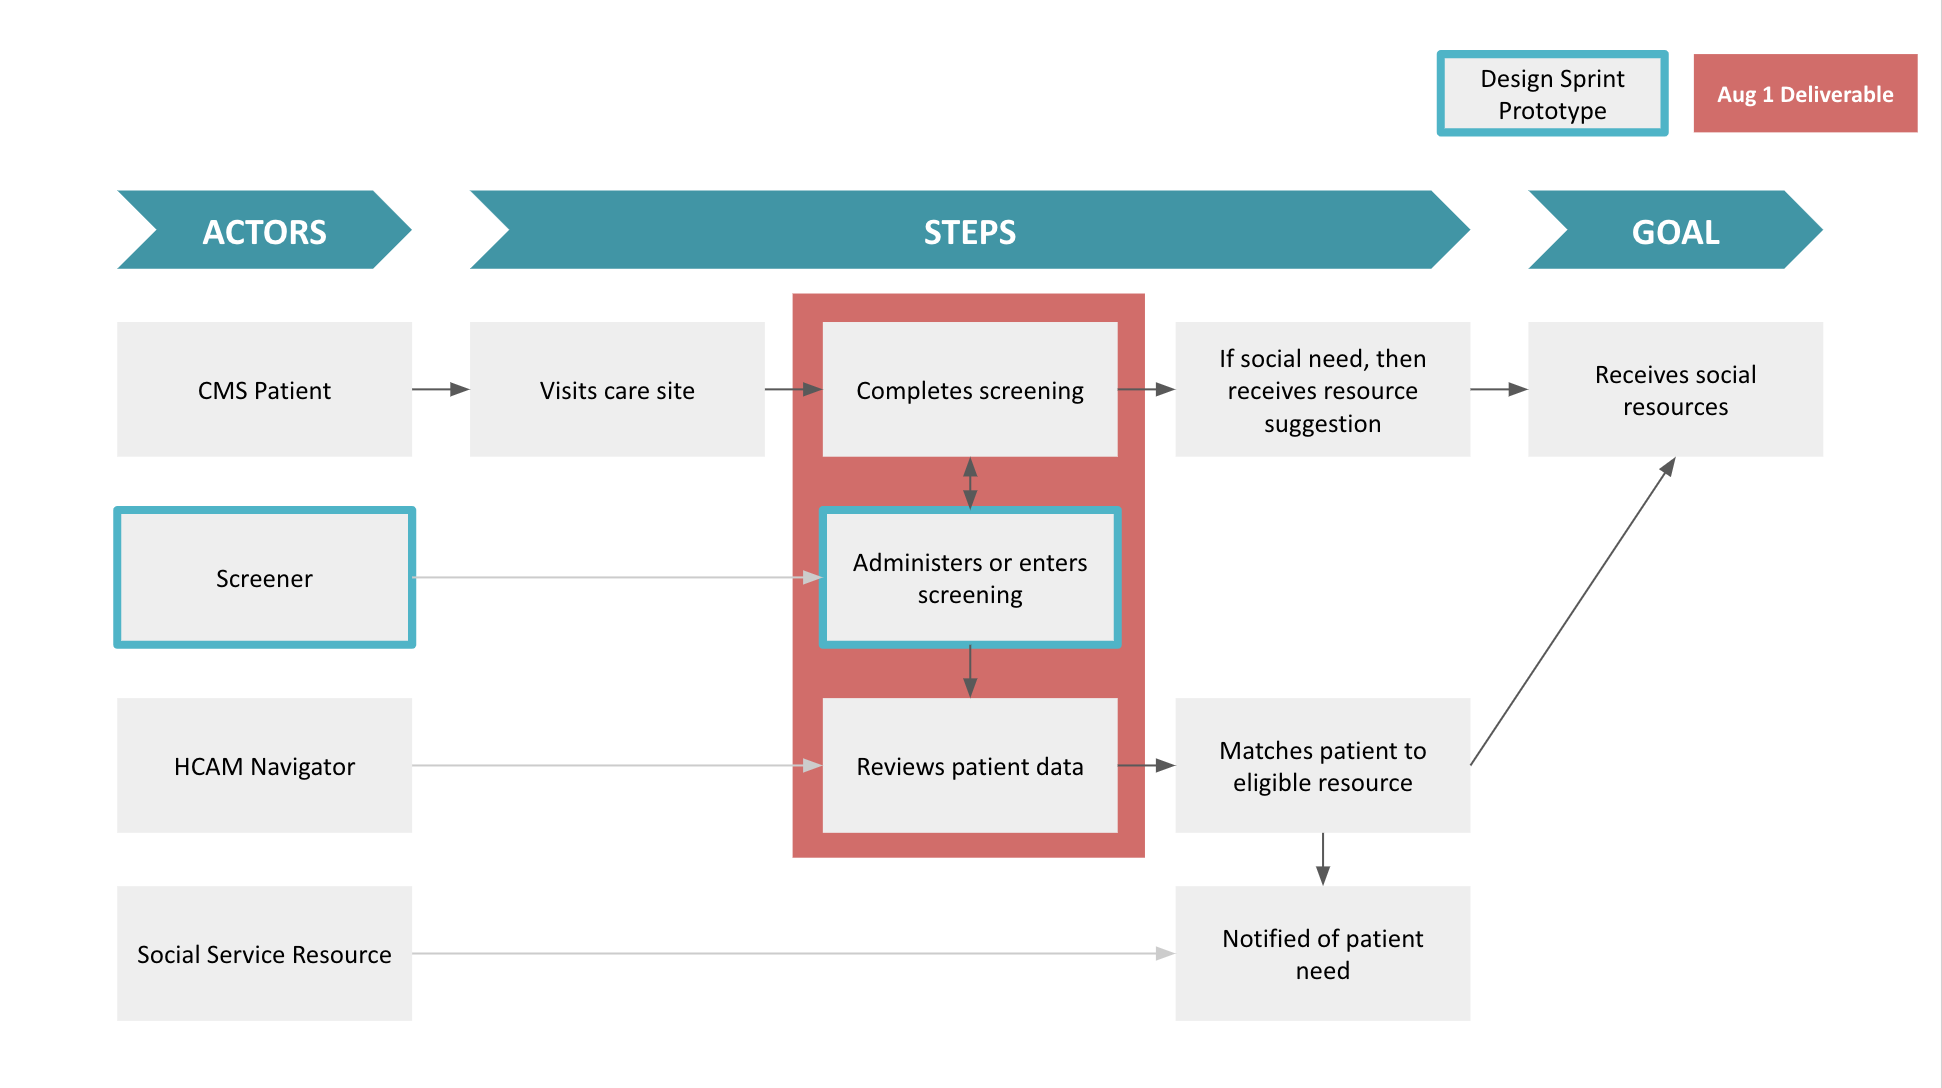 Design Sprint
Prototype
Aug 1 Deliverable
ACTORS
STEPS
GOAL
CMS Patient
Visits care site
Completes screening
If social need, then
receives resource
suggestion
Receives social
resources
Screener
Administers or enters
screening
HCAM Navigator
Reviews patient data
Matches patient to
eligible resource
Social Service Resource
Notified of patient
need